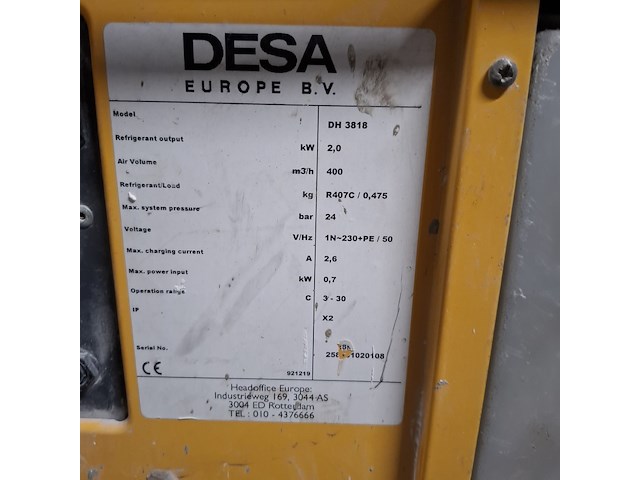 DESA
EUROPE B.V.
Model DH 3818
Refrigerant output kW 2,0
Air Volume m3/h 400
Refrigerant/Load kg R407C / 0,475
Max. system pressure bar 24
Voltage V/Hz 1N~230+PE / 50
Max. charging current A 2,6
Max. power input kW 0,7
Operation range C 3 - 30
IP X2
Serial No. 1020108
CE 921219
Headoffice Europe:
Industrieweg 169, 3044 AS
3004 ED Rotterdam
TEL : 010 - 4376666